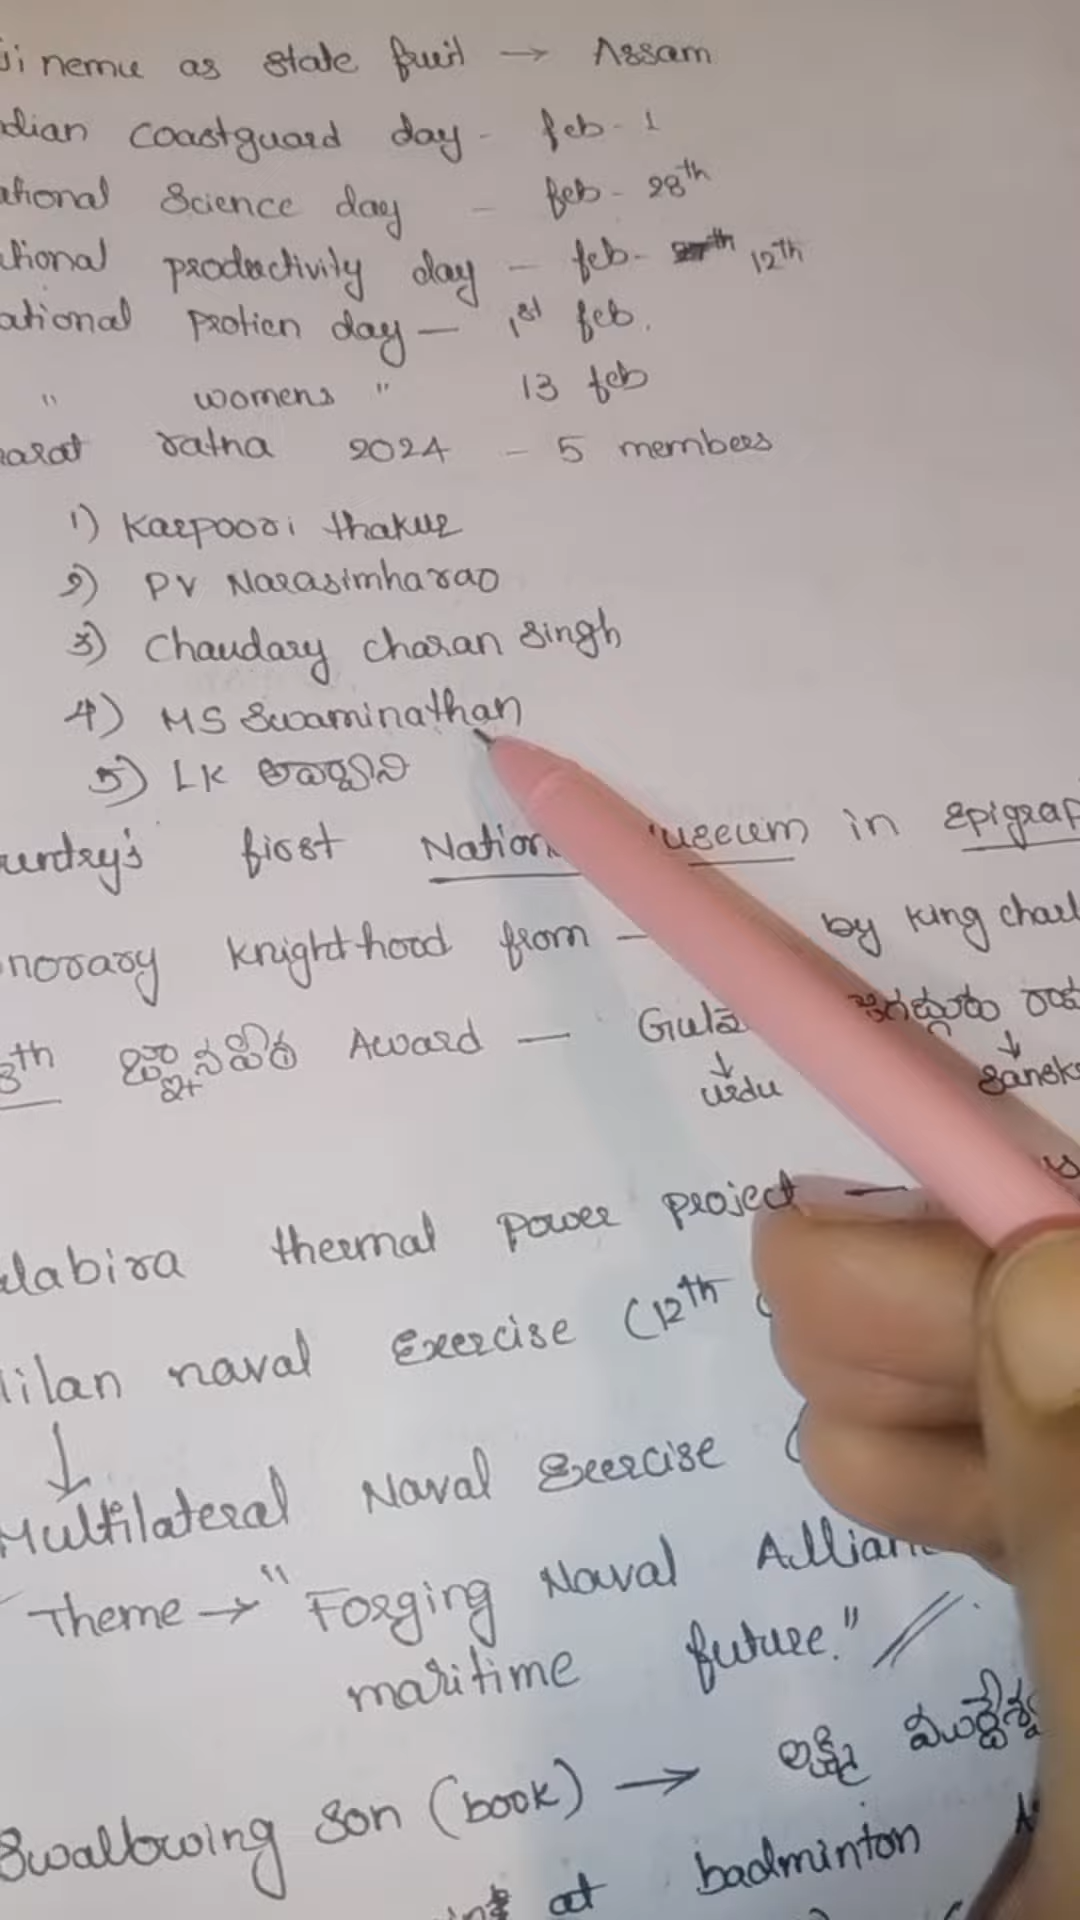 ji nemu as state fruit → Assam
dian coastguard day - feb - 1
ational Science day - feb - 28th
tional productivity day - feb - 12th
ational protien day — 1st feb.
" womens " 13 feb
arat ratna 2024 - 5 members
1) Karpoori thakur
2) PV Narasimharao
3) Chaudary charan singh
4) MS Swaminathan
5) LK
untry's first Nation useum in Epigrap
norary knighthood from — by king charl
8th Award — Gulz
↓ urdu ↓ Sansk
labira thermal power project —
ilan naval Exercise (12th
↓
Multilateral Naval Exercise (
Theme → "Forging Naval Allian
maritime future."
Swallowing Son (book) →
at badminton